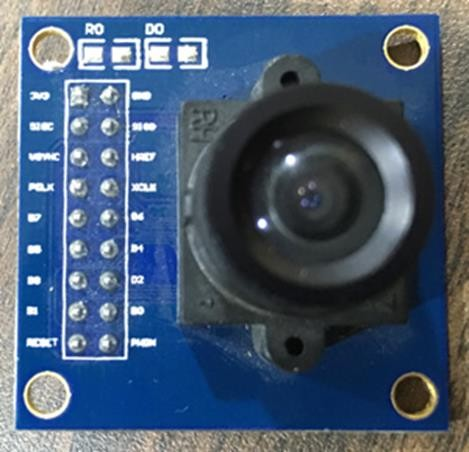 R0 D0
3V3 GND
SIOC SIOD
VSYNC HREF
PCLK XCLK
D7 D6
D5 D4
D3 D2
D1 D0
RESET PWDN